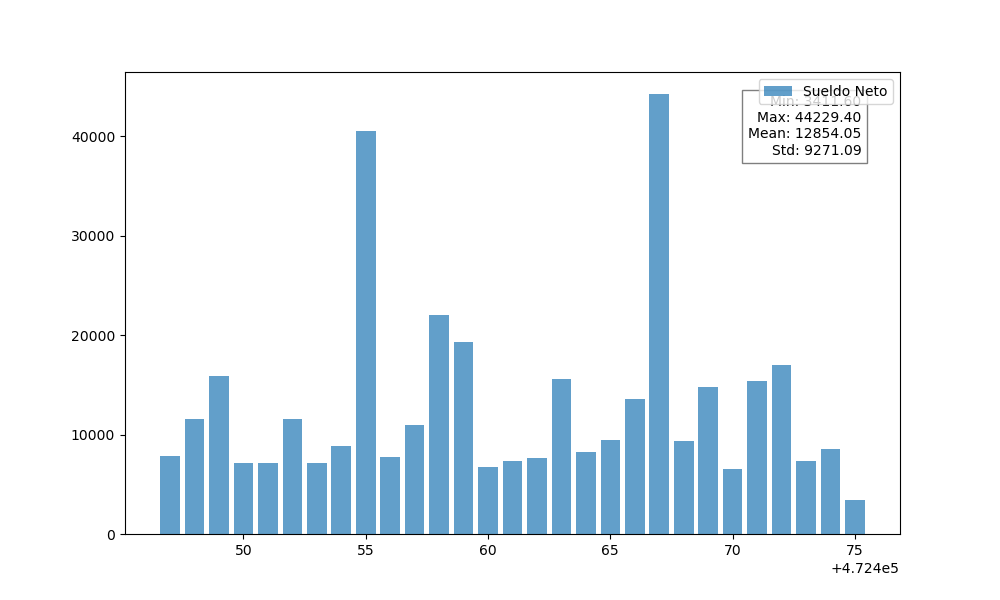 Sueldo Neto
Min: 3411.60
Max: 44229.40
Mean: 12854.05
Std: 9271.09
40000
30000
20000
10000
0
50 55 60 65 70 75
+4.724e5